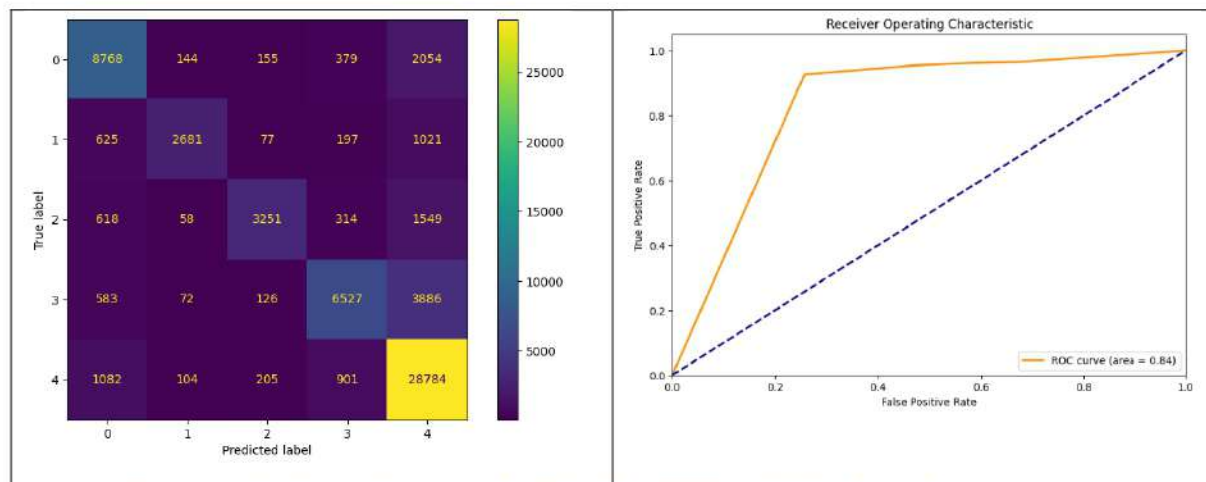 0 8768 144 155 379 2054
1 625 2681 77 197 1021
2 618 58 3251 314 1549
3 583 72 126 6527 3886
4 1082 104 205 901 28784
0 1 2 3 4
True label
Predicted label
25000
20000
15000
10000
5000
Receiver Operating Characteristic
1.0
0.8
0.6
0.4
0.2
0.0
True Positive Rate
ROC curve (area = 0.84)
0.0 0.2 0.4 0.6 0.8 1.0
False Positive Rate